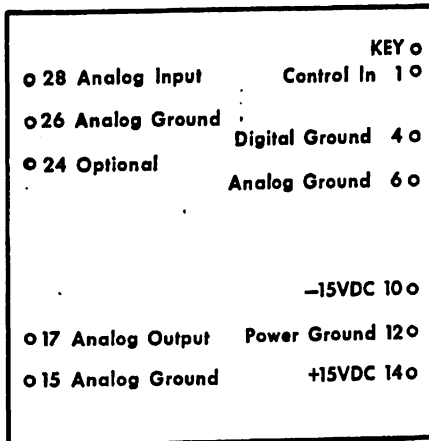 KEY
28 Analog Input
Control In 1
26 Analog Ground
Digital Ground 4
24 Optional
Analog Ground 6
-15VDC 10
17 Analog Output
Power Ground 12
15 Analog Ground
+15VDC 14